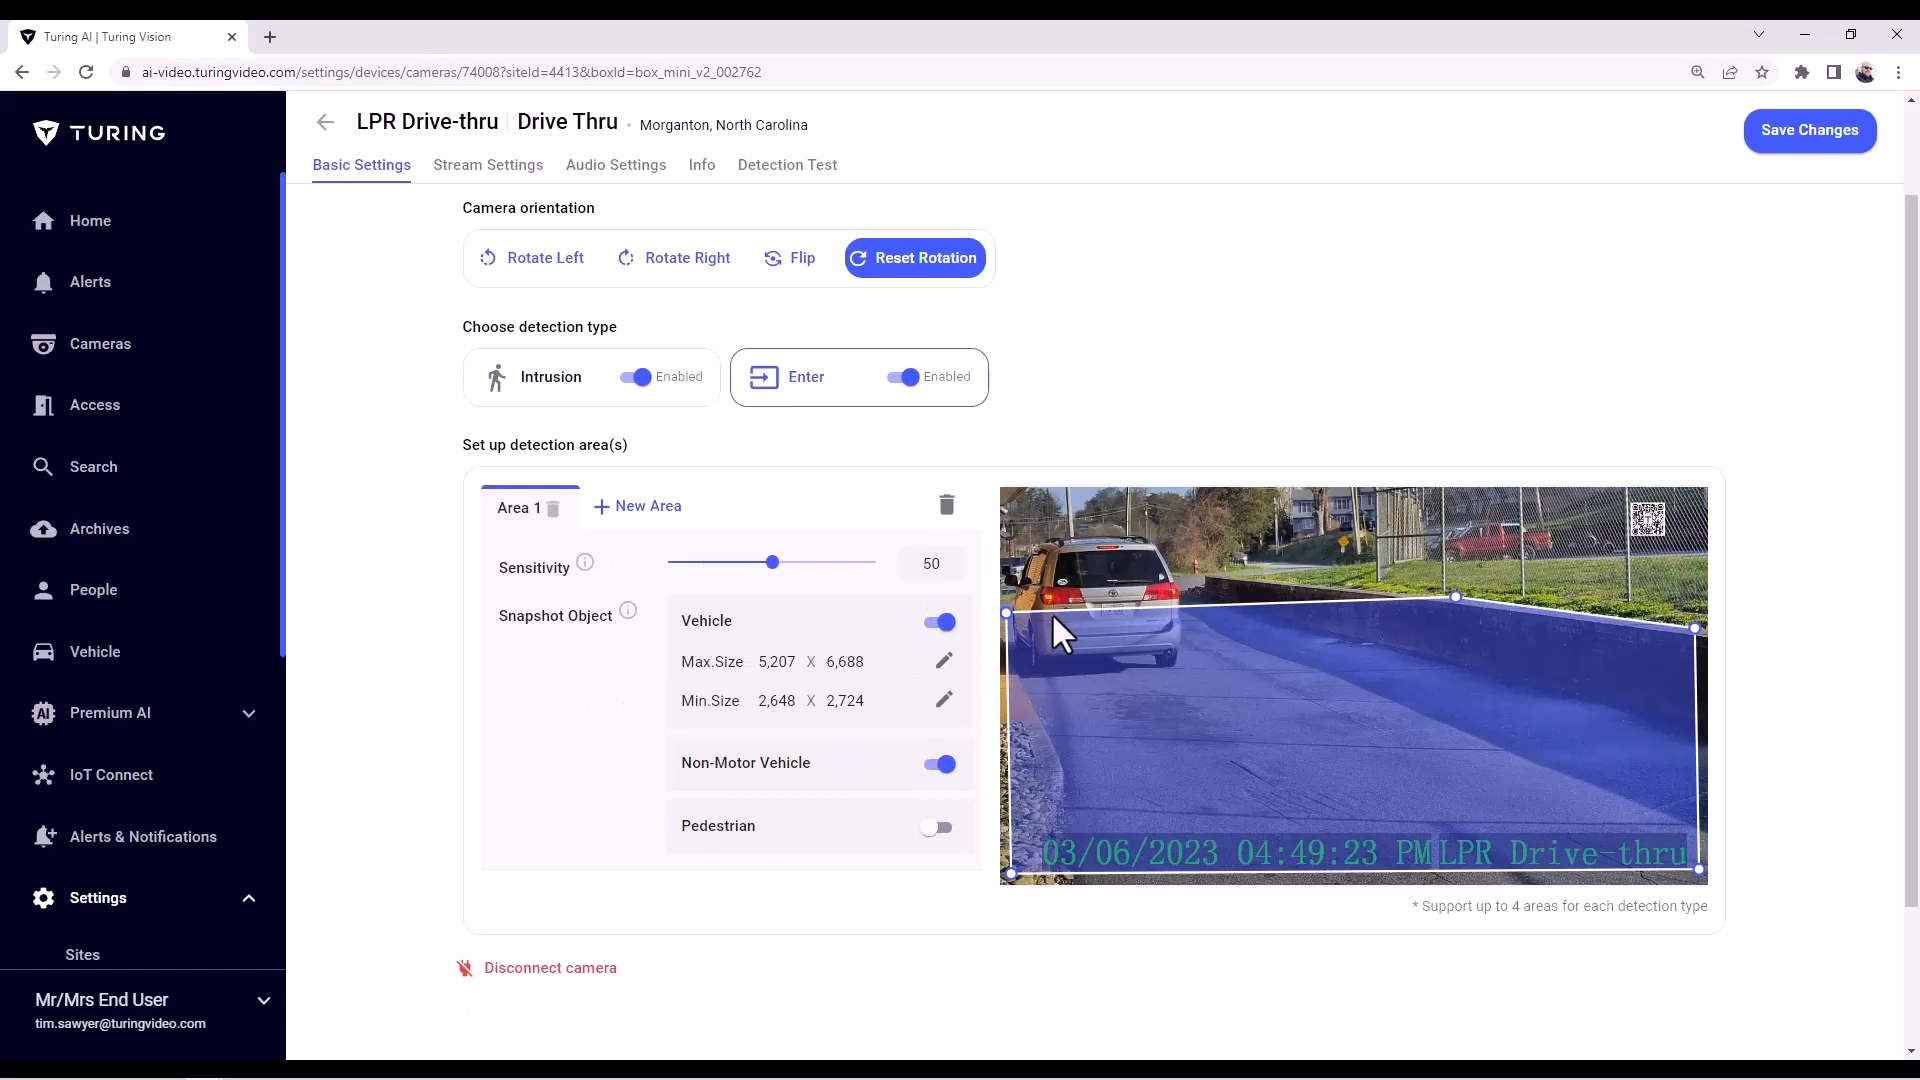 Turing AI | Turing Vision
ai-video.turingvideo.com/settings/devices/cameras/74008?siteId=4413&boxId=box_mini_v2_002762
TURING
Home
Alerts
Cameras
Access
Search
Archives
People
Vehicle
AI Premium AI
IoT Connect
Alerts & Notifications
Settings
Sites
Mr/Mrs End User
tim.sawyer@turingvideo.com
LPR Drive-thru Drive Thru · Morganton, North Carolina
Save Changes
Basic Settings Stream Settings Audio Settings Info Detection Test
Camera orientation
Rotate Left Rotate Right Flip Reset Rotation
Choose detection type
Intrusion Enabled Enter Enabled
Set up detection area(s)
Area 1 + New Area
Sensitivity 50
Snapshot Object
Vehicle
Max.Size 5,207 X 6,688
Min.Size 2,648 X 2,724
Non-Motor Vehicle
Pedestrian
03/06/2023 04:49:23 PM LPR Drive-thru
* Support up to 4 areas for each detection type
Disconnect camera